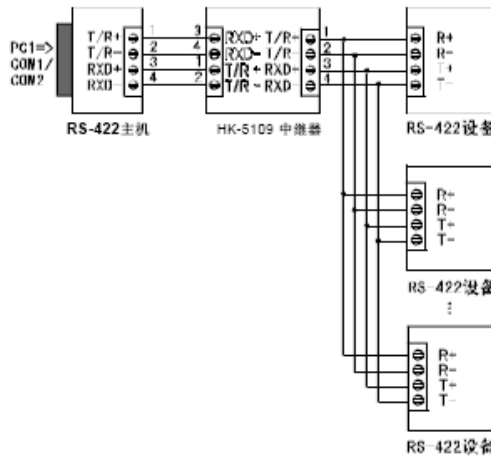 PC1=>
COM1/
COM2
T/R+ 1 3 RXD+ T/R+ 1 R+
T/R- 2 4 RXD- T/R- 2 R-
RXD+ 3 1 T/R+ RXD+ 3 T+
RXD- 4 2 T/R- RXD- 4 T-
RS-422主机
HK-5109 中继器
RS-422设备
R+
R-
T+
T-
RS-422设备
⋮
R+
R-
T+
T-
RS-422设备